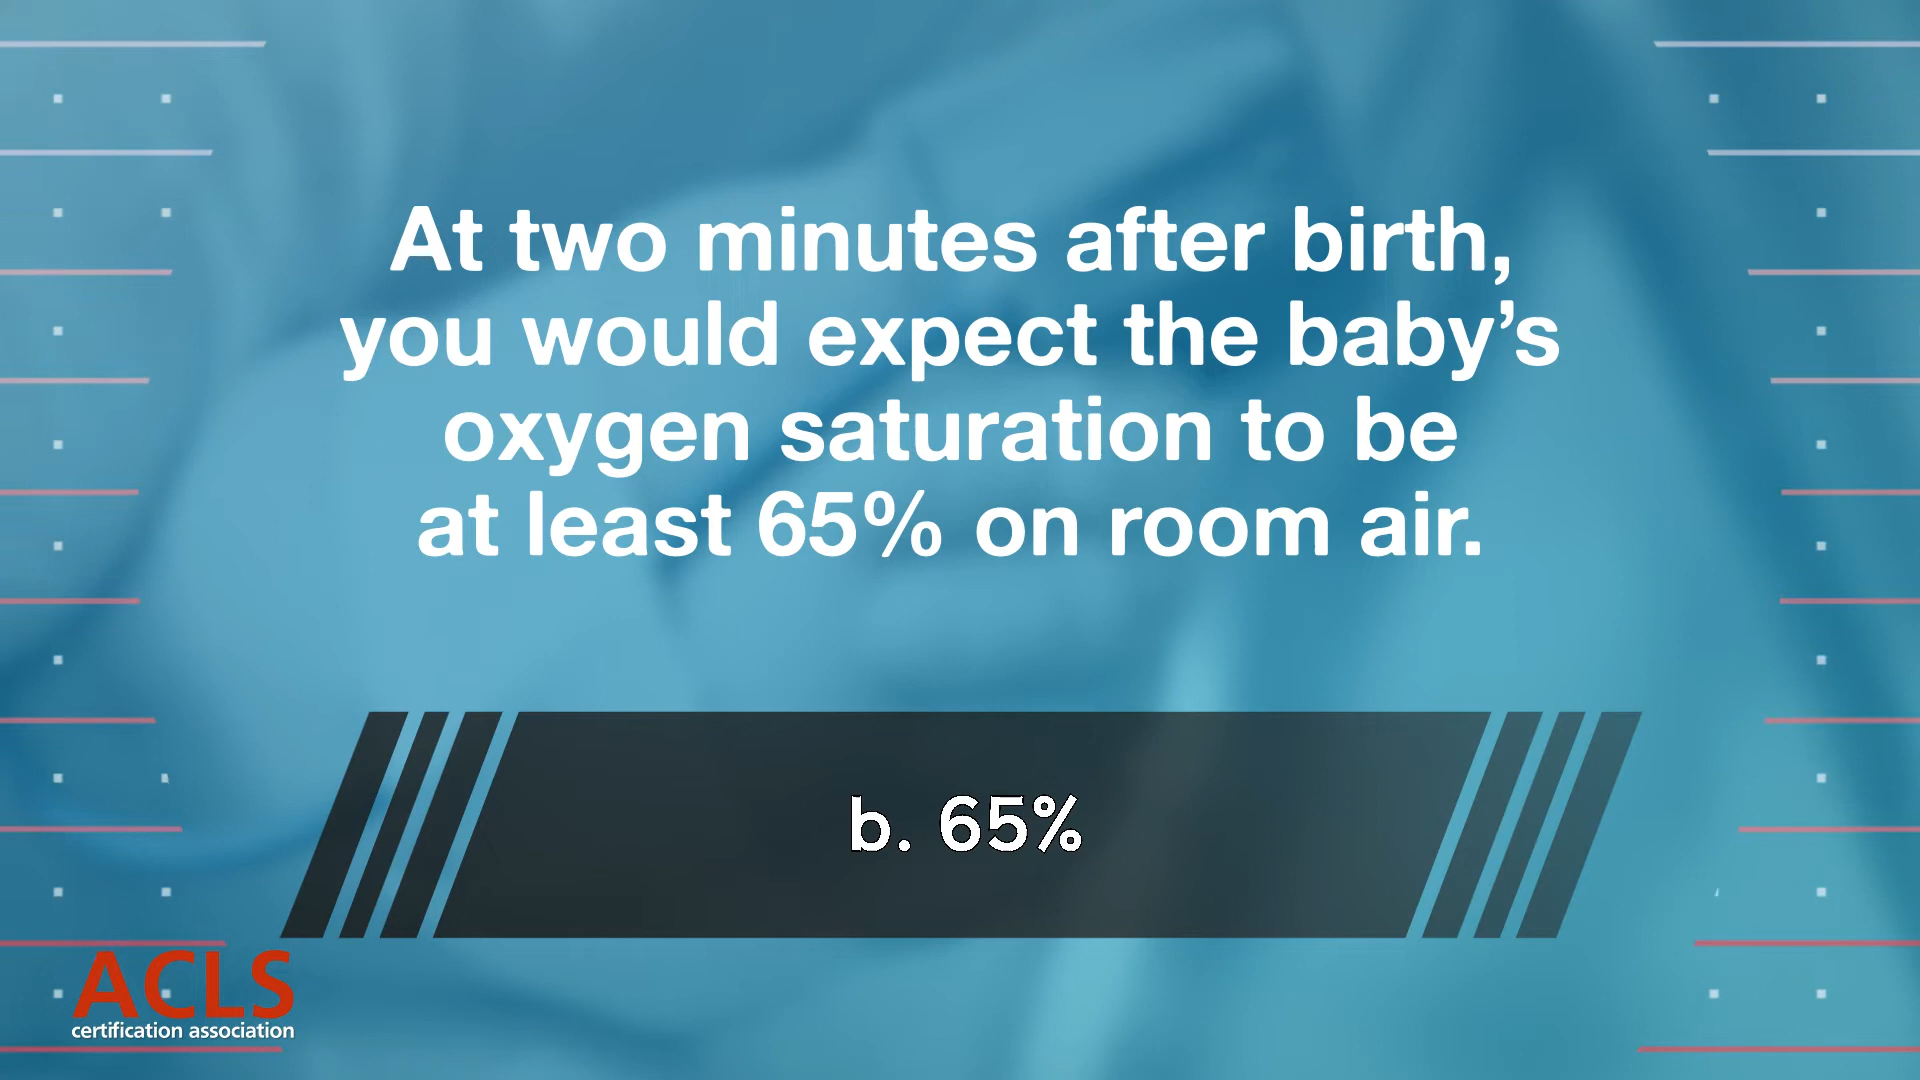 At two minutes after birth,
you would expect the baby’s
oxygen saturation to be
at least 65% on room air.
b. 65%
ACLS
certification association